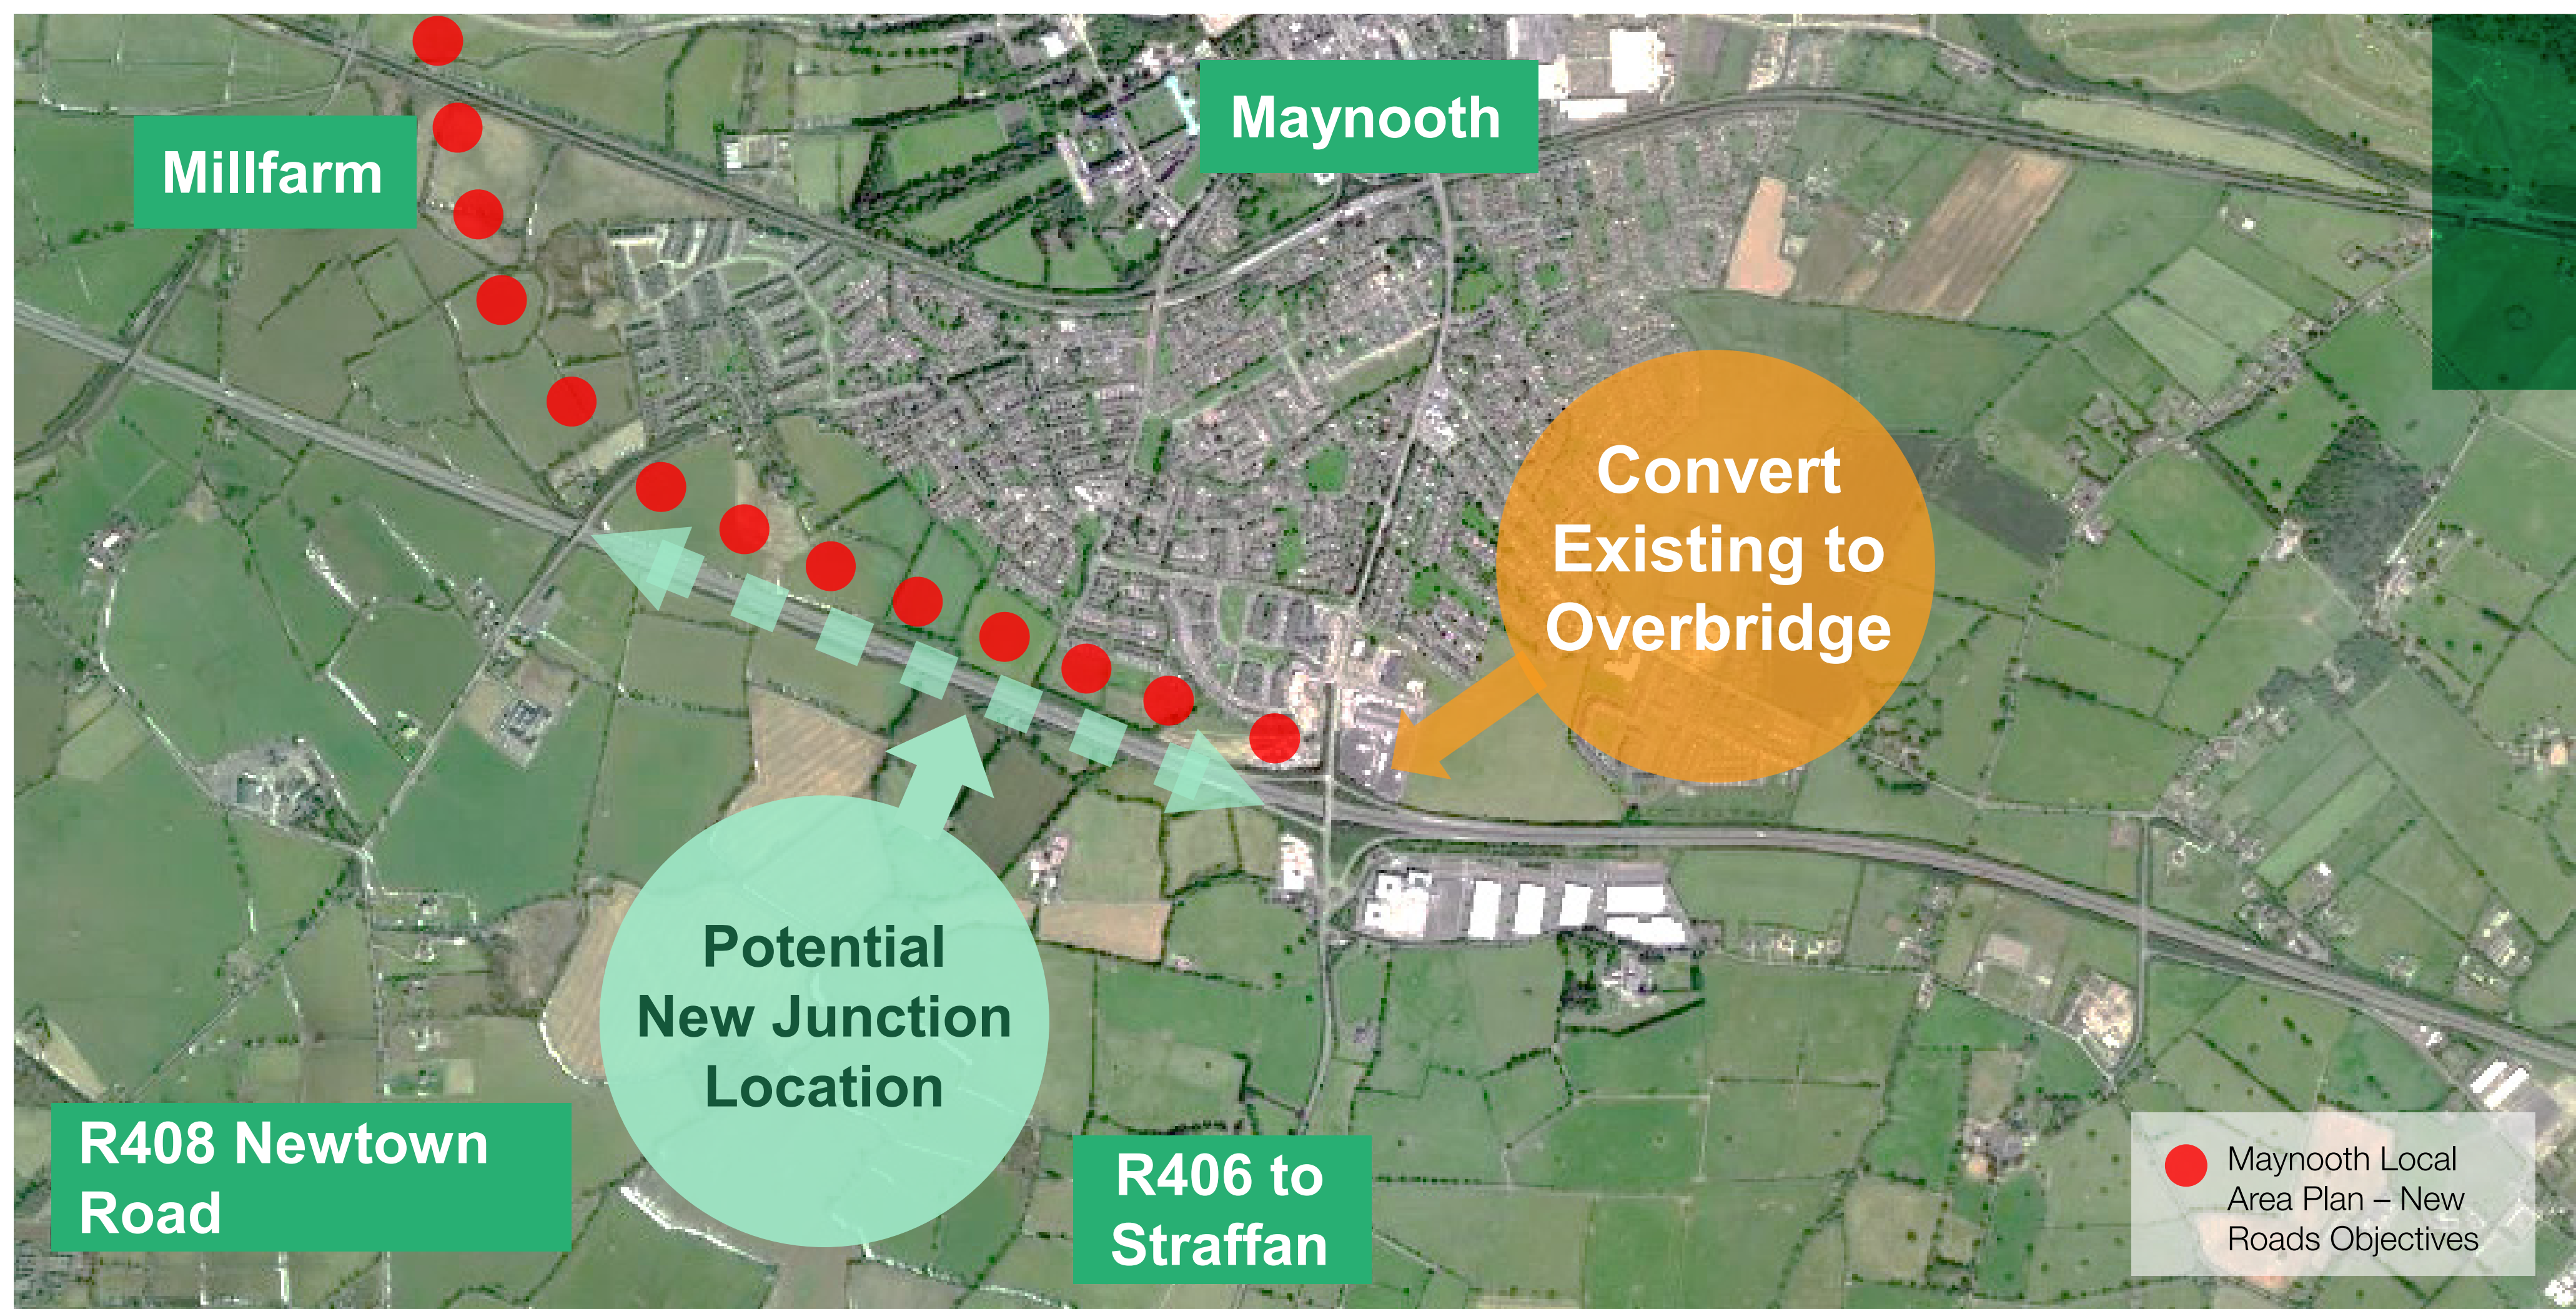 Maynooth
Millfarm
Convert
Existing to
Overbridge
Potential
New Junction
Location
R408 Newtown
Road
R406 to
Straffan
Maynooth Local
Area Plan – New
Roads Objectives